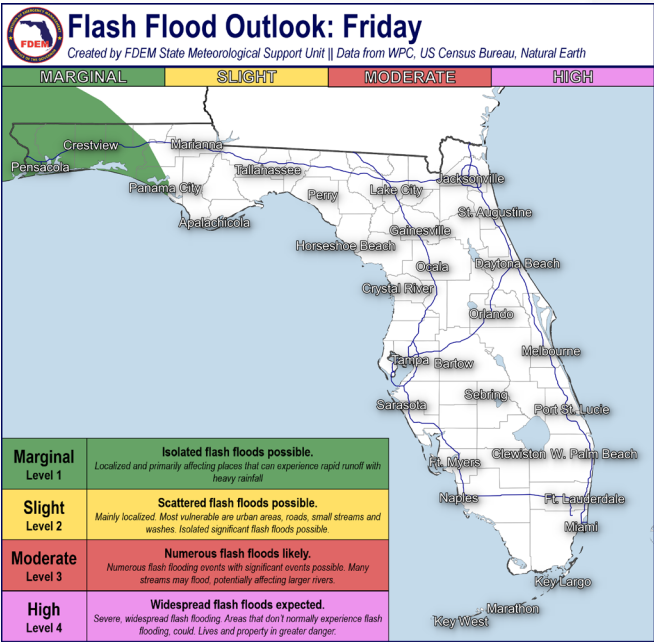 Flash Flood Outlook: Friday
Created by FDEM State Meteorological Support Unit || Data from WPC, US Census Bureau, Natural Earth
FDEM
MARGINAL
SLIGHT
MODERATE
HIGH
Crestview
Marianna
Pensacola
Tallahassee
Jacksonville
Panama City
Perry
Lake City
Apalachicola
St. Augustine
Gainesville
Horseshoe Beach
Ocala
Daytona Beach
Crystal River
Orlando
Melbourne
Tampa
Bartow
Sebring
Sarasota
Port St. Lucie
Clewiston
W. Palm Beach
Ft. Myers
Naples
Ft. Lauderdale
Miami
Key Largo
Marathon
Key West
Marginal
Level 1
Isolated flash floods possible.
Localized and primarily affecting places that can experience rapid runoff with
heavy rainfall
Slight
Level 2
Scattered flash floods possible.
Mainly localized. Most vulnerable are urban areas, roads, small streams and
washes. Isolated significant flash floods possible.
Moderate
Level 3
Numerous flash floods likely.
Numerous flash flooding events with significant events possible. Many
streams may flood, potentially affecting larger rivers.
High
Level 4
Widespread flash floods expected.
Severe, widespread flash flooding. Areas that don't normally experience flash
flooding, could. Lives and property in greater danger.